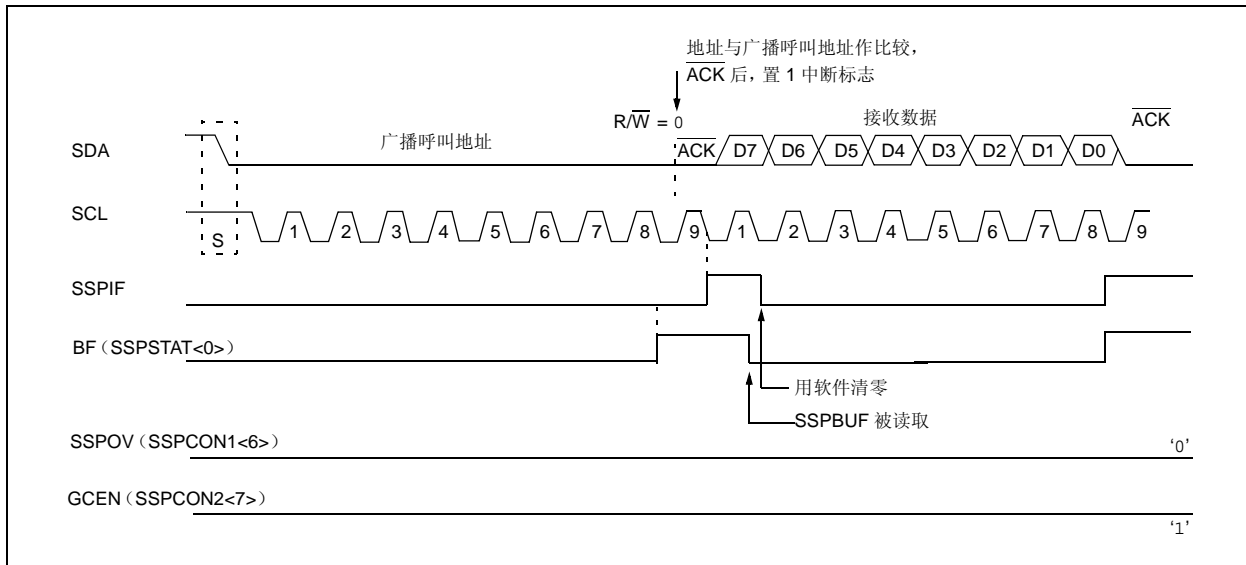 地址与广播呼叫地址作比较，
ACK 后，置 1 中断标志
R/W = 0
接收数据
ACK
广播呼叫地址
SDA
ACK D7 D6 D5 D4 D3 D2 D1 D0
SCL
S 1 2 3 4 5 6 7 8 9 1 2 3 4 5 6 7 8 9
SSPIF
BF（SSPSTAT<0>）
用软件清零
SSPBUF 被读取
SSPOV（SSPCON1<6>）
‘0’
GCEN（SSPCON2<7>）
‘1’